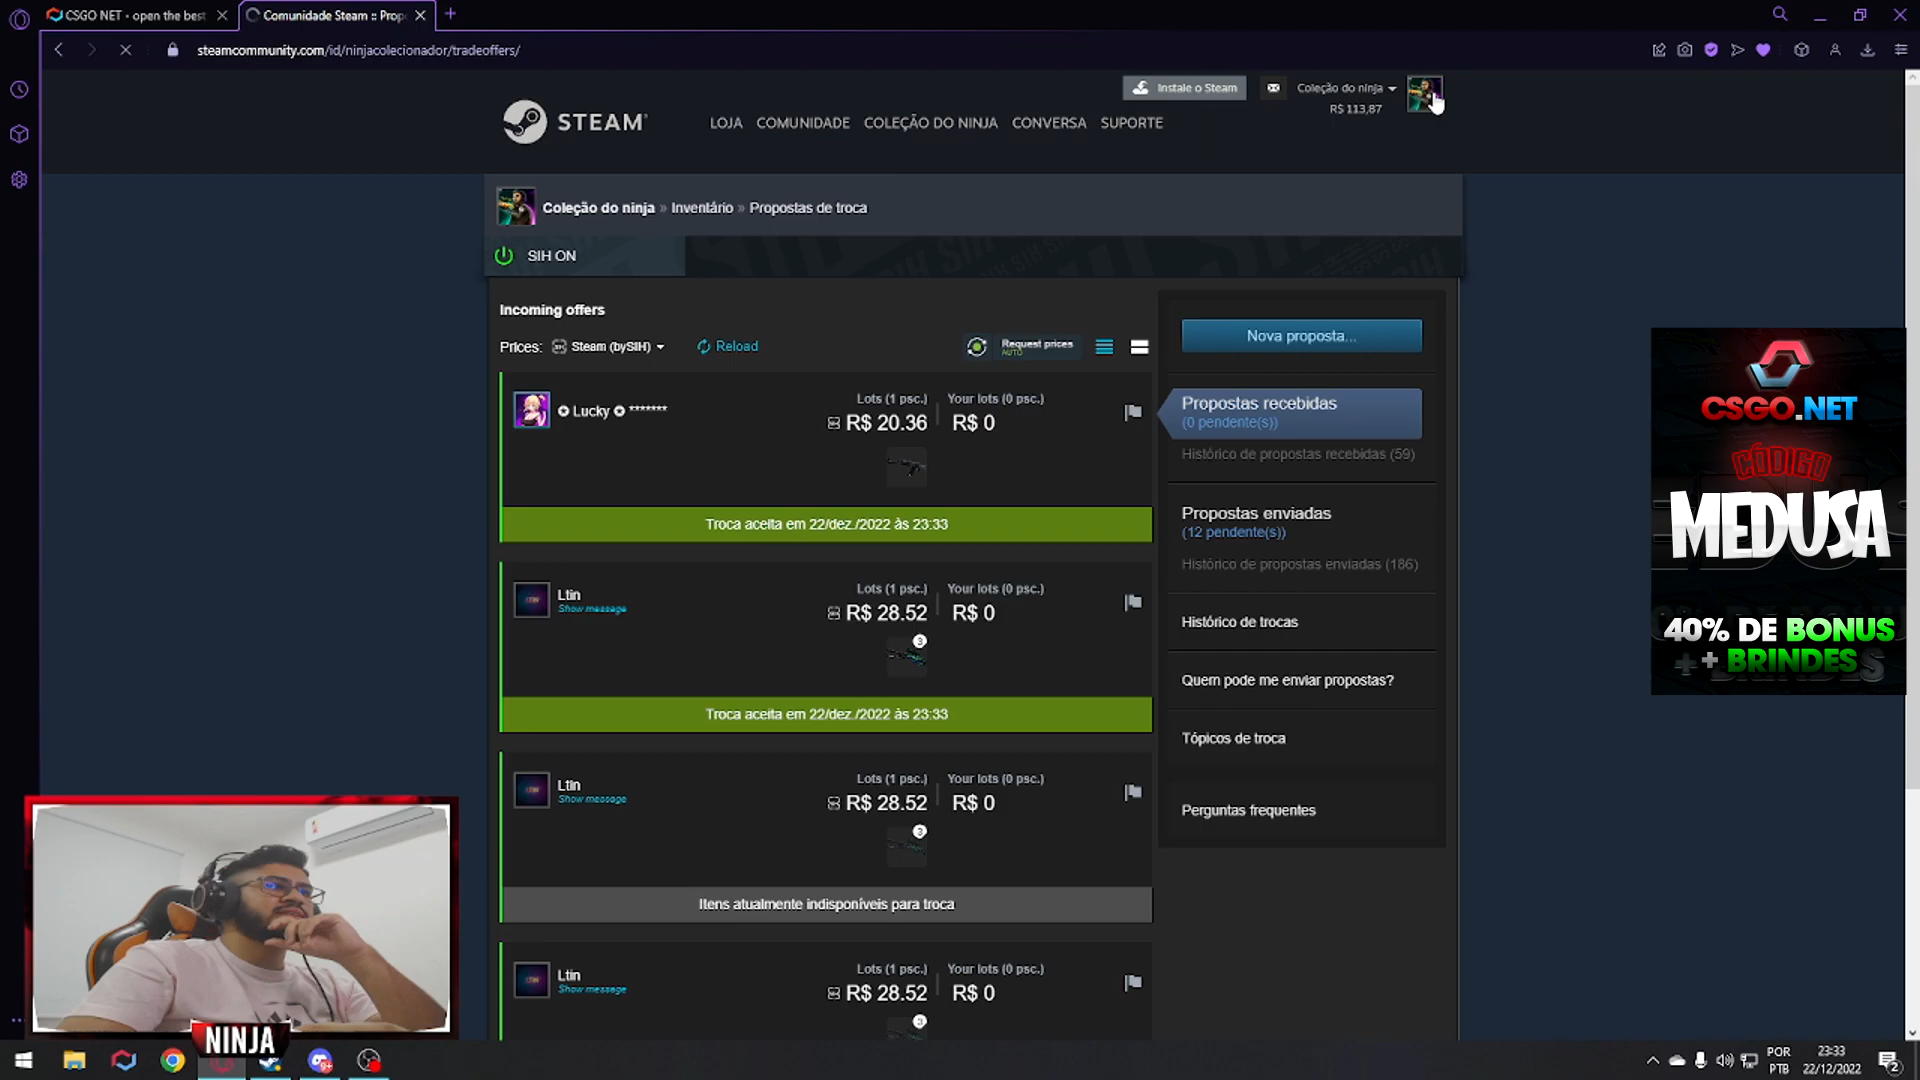 CSGO NET - open the best
Comunidade Steam :: Prop
steamcommunity.com/id/ninjacolecionador/tradeoffers/
Instale o Steam
Coleção do ninja
R$ 113,87
STEAM
LOJA COMUNIDADE COLEÇÃO DO NINJA CONVERSA SUPORTE
Coleção do ninja » Inventário » Propostas de troca
SIH ON
Incoming offers
Prices: Steam (bySIH) Reload
Request prices
AUTO
Lucky *******
Lots (1 psc.) Your lots (0 psc.)
R$ 20.36 R$ 0
Troca aceita em 22/dez./2022 às 23:33
Ltin
Show message
Lots (1 psc.) Your lots (0 psc.)
R$ 28.52 R$ 0
3
Troca aceita em 22/dez./2022 às 23:33
Ltin
Show message
Lots (1 psc.) Your lots (0 psc.)
R$ 28.52 R$ 0
3
Itens atualmente indisponíveis para troca
Ltin
Show message
Lots (1 psc.) Your lots (0 psc.)
R$ 28.52 R$ 0
3
Nova proposta...
Propostas recebidas
(0 pendente(s))
Histórico de propostas recebidas (59)
Propostas enviadas
(12 pendente(s))
Histórico de propostas enviadas (186)
Histórico de trocas
Quem pode me enviar propostas?
Tópicos de troca
Perguntas frequentes
CSGO.NET
CÓDIGO
MEDUSA
40% DE BONUS
+ BRINDES
NINJA
9+
POR
PTB
23:33
22/12/2022
2